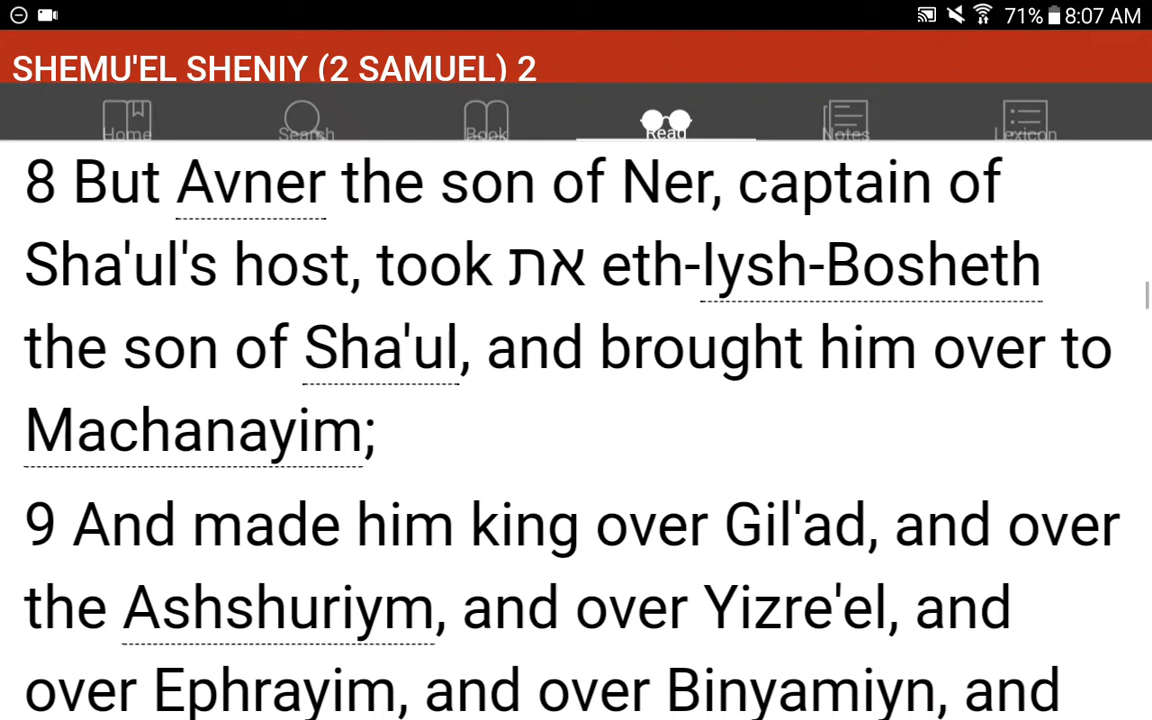 71% 8:07 AM
SHEMU'EL SHENIY (2 SAMUEL) 2
Home Search Book Read Notes Lexicon
8 But Avner the son of Ner, captain of
Sha'ul's host, took את eth-Iysh-Bosheth
the son of Sha'ul, and brought him over to
Machanayim;
9 And made him king over Gil'ad, and over
the Ashshuriym, and over Yizre'el, and
over Ephrayim, and over Binyamiyn, and